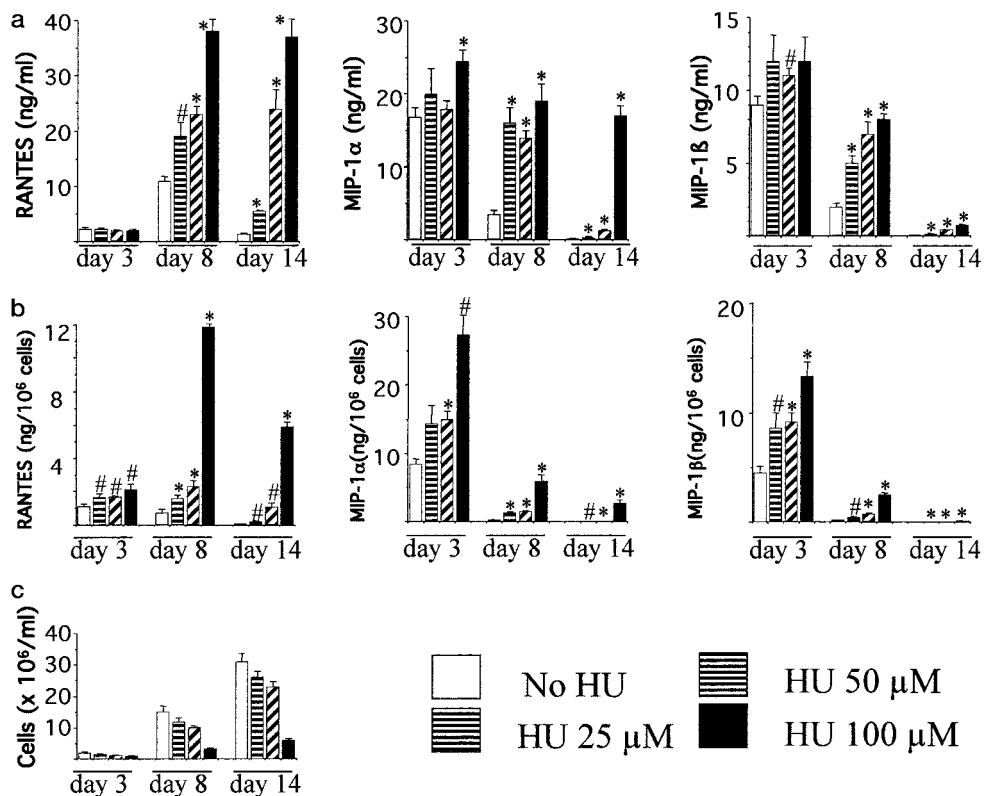 a
RANTES (ng/ml)
40
30
20
10
#
*
*
*
*
*
day 3
day 8
day 14
MIP-1α (ng/ml)
30
20
10
*
*
*
*
*
*
*
day 3
day 8
day 14
MIP-1ß (ng/ml)
15
10
5
#
*
*
*
*
*
*
day 3
day 8
day 14
b
RANTES (ng/10⁶ cells)
12
8
4
2
#
#
#
*
*
*
#
#
*
day 3
day 8
day 14
MIP-1α(ng/10⁶ cells)
30
20
10
*
#
*
*
*
#
*
*
day 3
day 8
day 14
MIP-1β(ng/10⁶ cells)
20
10
#
*
*
#
*
*
*
*
*
day 3
day 8
day 14
c
Cells (x 10⁶/ml)
40
30
20
10
day 3
day 8
day 14
No HU
HU 50 µM
HU 25 µM
HU 100 µM